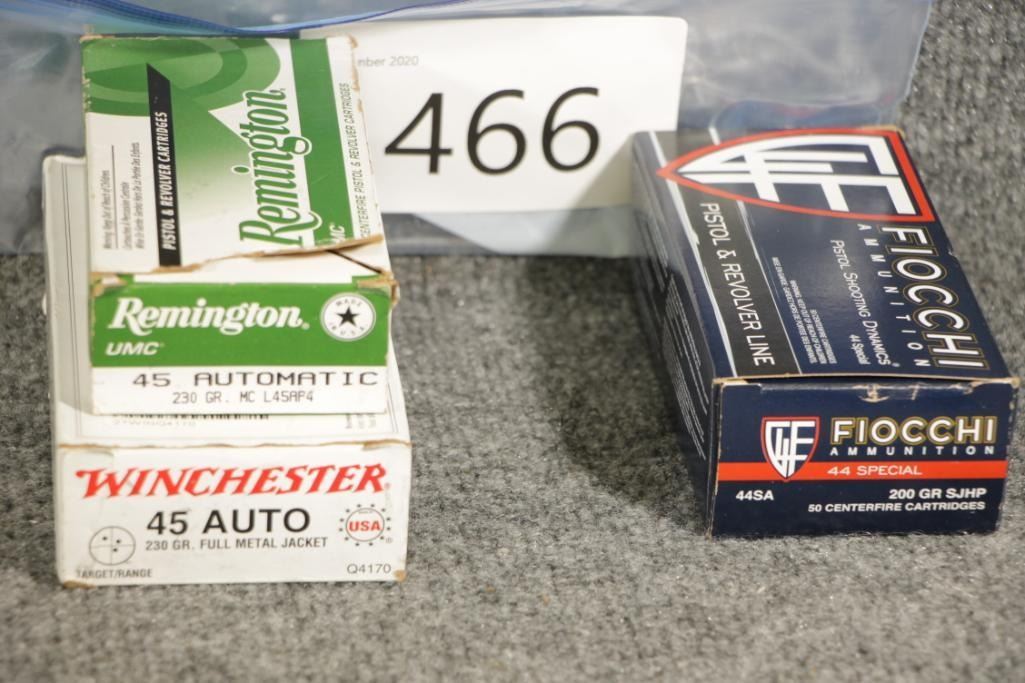 mber 2020
466
PISTOL & REVOLVER CARTRIDGES
Remington
UMC
CENTERFIRE PISTOL & REVOLVER CARTRIDGES
Remington
UMC
MADE IN
45 AUTOMATIC
230 GR. MC L45AP4
WINCHESTER
45 AUTO
230 GR. FULL METAL JACKET
USA
TARGET/RANGE
Q4170
PISTOL & REVOLVER LINE
FIOCCHI
AMMUNITION
PISTOL SHOOTING DYNAMICS
44 Special
FIOCCHI
AMMUNITION
44 SPECIAL
44SA
200 GR SJHP
50 CENTERFIRE CARTRIDGES